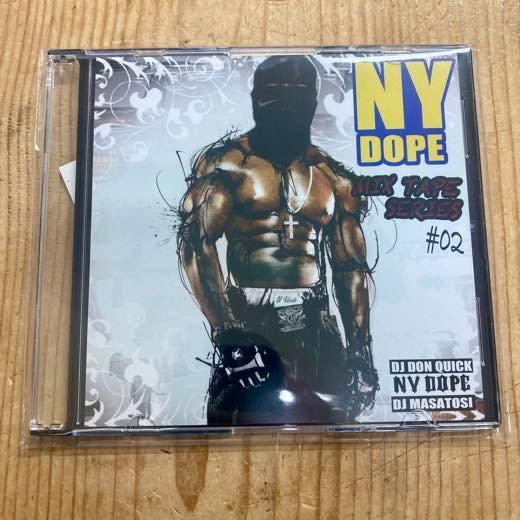 NY
DOPE
MIX TAPE
SERIES
#02
G Unit
DJ DON QUICK
NY DOPE
DJ MASATOSI